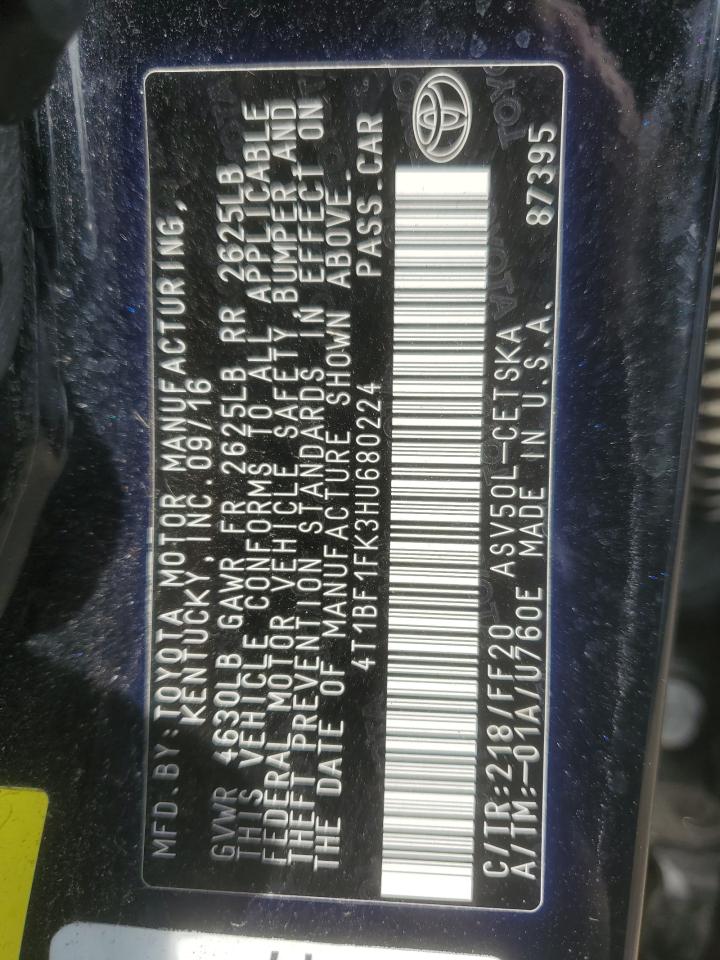 MFD.BY:TOYOTA MOTOR MANUFACTURING,
KENTUCKY, INC.09/16
GVWR 4630LB GAWR FR 2625LB RR 2625LB
THIS VEHICLE CONFORMS TO ALL APPLICABLE
FEDERAL MOTOR VEHICLE SAFETY,BUMPER,AND
THEFT PREVENTION STANDARDS IN EFFECT ON
THE DATE OF MANUFACTURE SHOWN ABOVE.
4T1BF1FK3HU680224 PASS.CAR
C/TR:218/FF20 ASV50L-CETSKA
A/TM:-01A/U760E MADE IN U.S.A.
87395